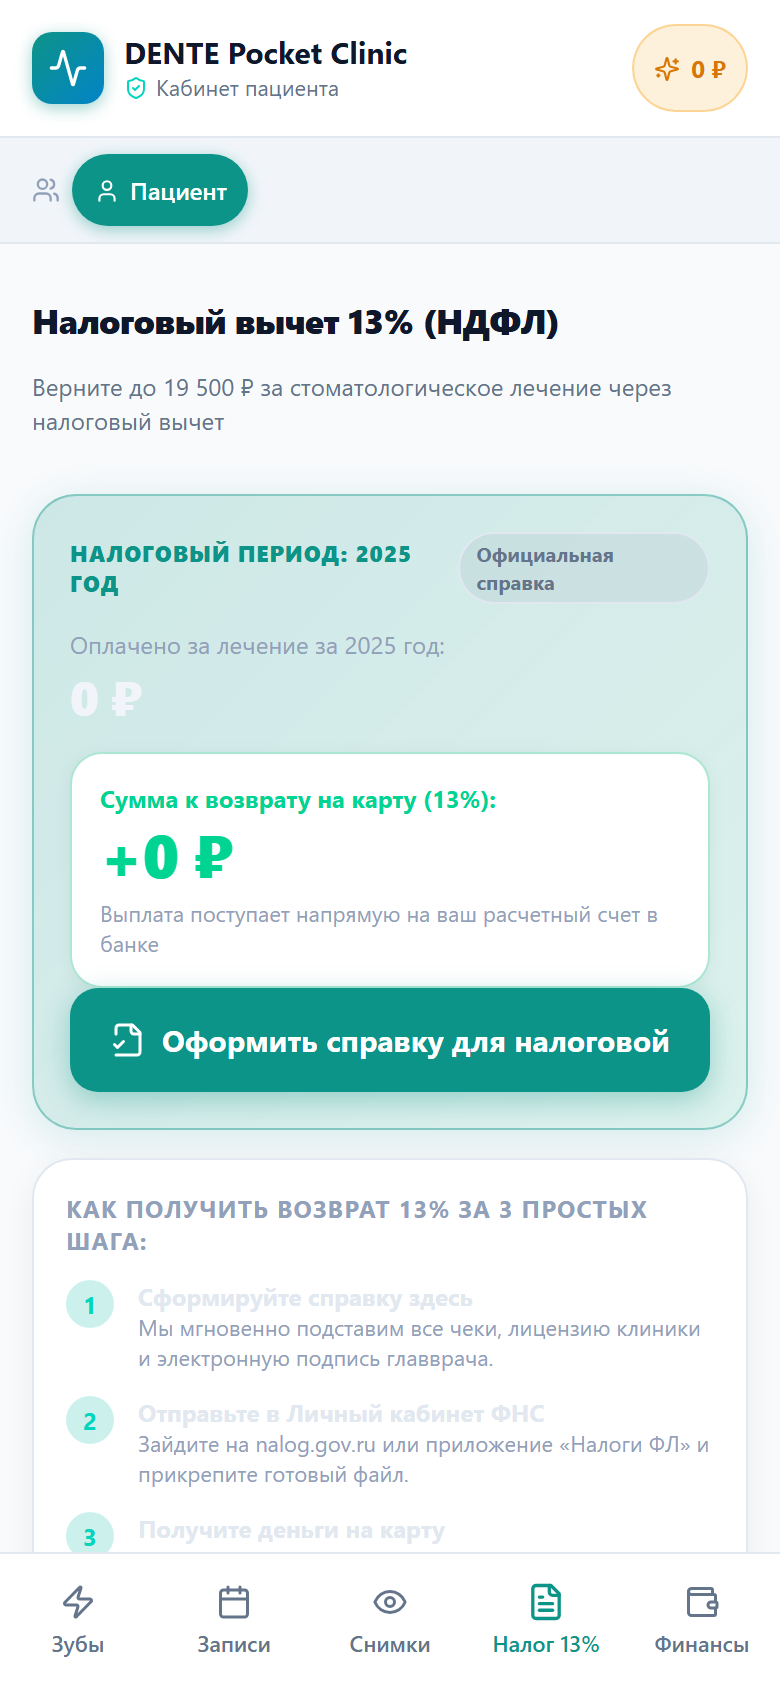 DENTE Pocket Clinic
Кабинет пациента
0 ₽
Пациент
Налоговый вычет 13% (НДФЛ)
Верните до 19 500 ₽ за стоматологическое лечение через
налоговый вычет
НАЛОГОВЫЙ ПЕРИОД: 2025
ГОД
Официальная
справка
Оплачено за лечение за 2025 год:
0 ₽
Сумма к возврату на карту (13%):
+0 ₽
Выплата поступает напрямую на ваш расчетный счет в
банке
Оформить справку для налоговой
КАК ПОЛУЧИТЬ ВОЗВРАТ 13% ЗА 3 ПРОСТЫХ
ШАГА:
1
Сформируйте справку здесь
Мы мгновенно подставим все чеки, лицензию клиники
и электронную подпись главврача.
2
Отправьте в Личный кабинет ФНС
Зайдите на nalog.gov.ru или приложение «Налоги ФЛ» и
прикрепите готовый файл.
3
Получите деньги на карту
Зубы
Записи
Снимки
Налог 13%
Финансы